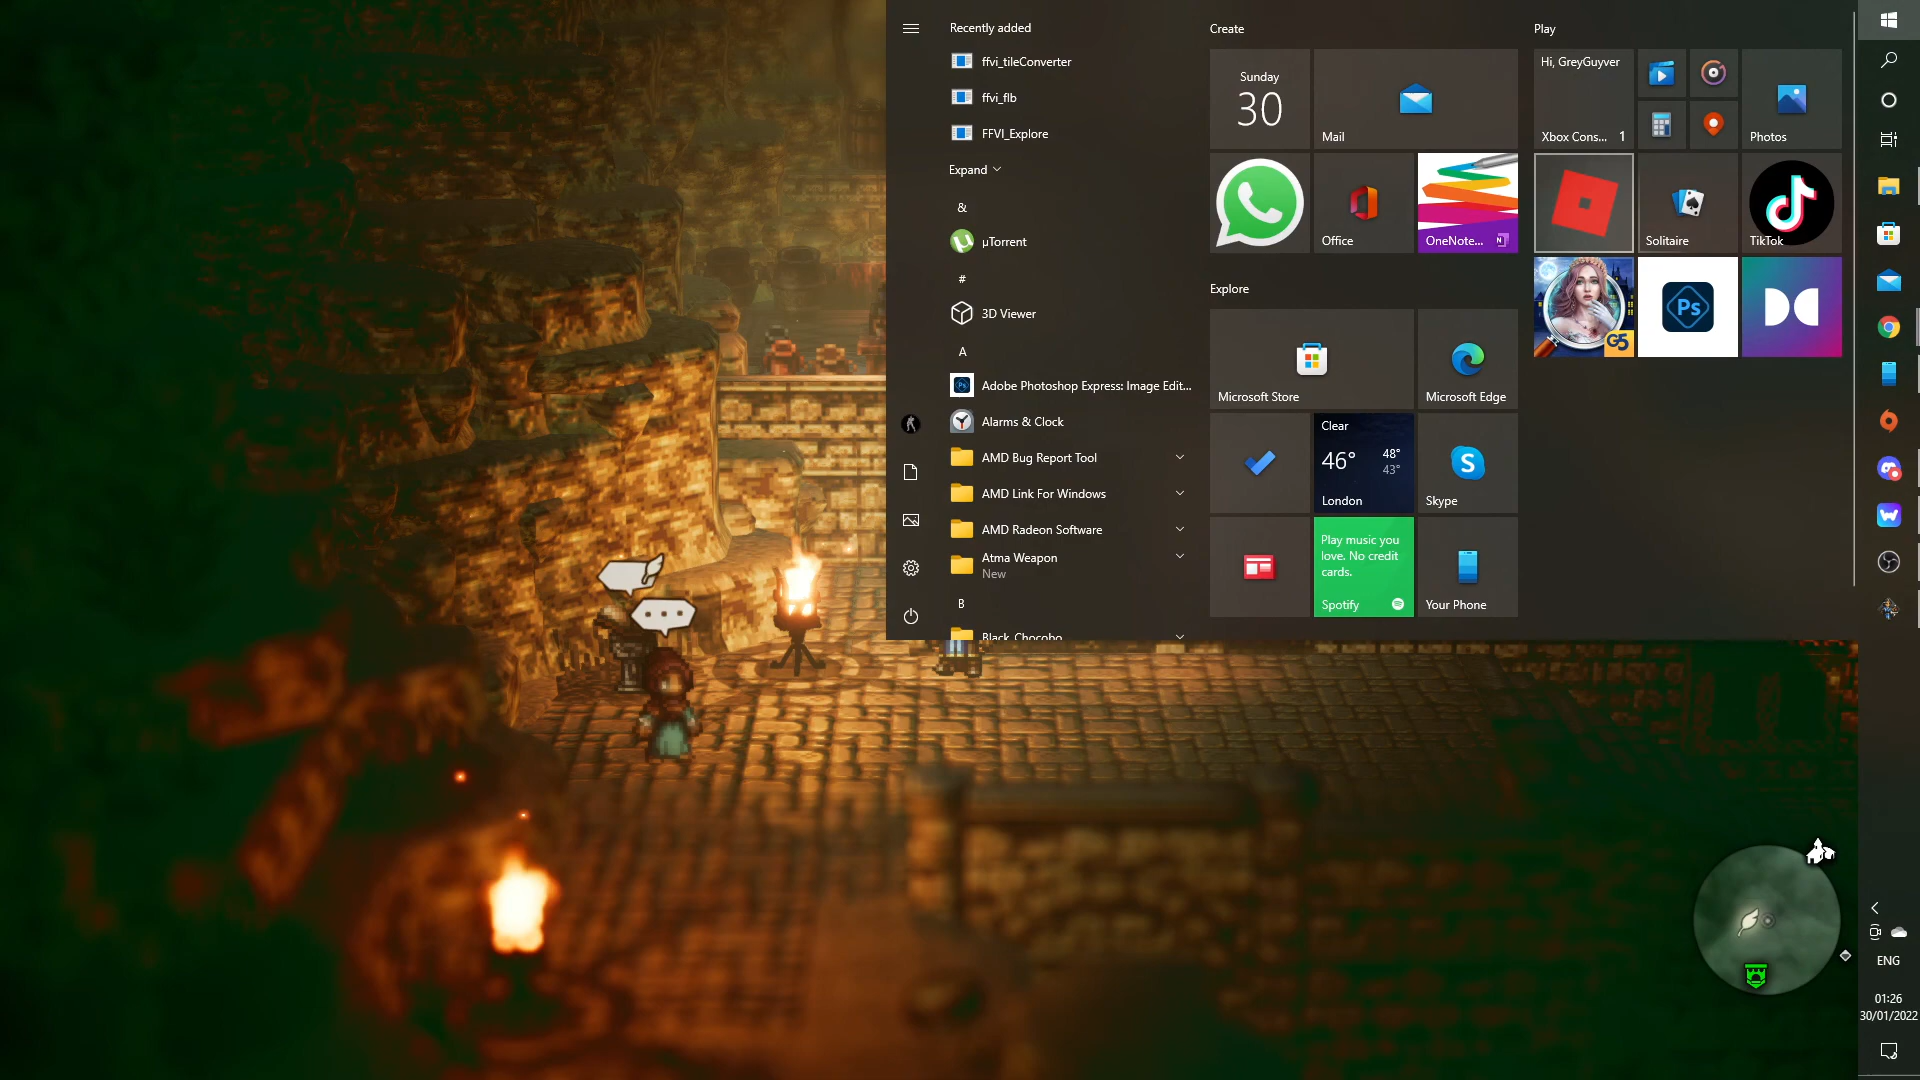 Recently added
ffvi_tileConverter
ffvi_flb
FFVI_Explore
Expand
&
µTorrent
#
3D Viewer
A
Adobe Photoshop Express: Image Edit...
Alarms & Clock
AMD Bug Report Tool
AMD Link For Windows
AMD Radeon Software
Atma Weapon
New
B
Black_Chocobo
Create
Sunday
30
Mail
Office
OneNote...
Explore
Microsoft Store
Microsoft Edge
Clear
46°
48°
43°
London
Skype
Play music you
love. No credit
cards.
Spotify
Your Phone
Play
Hi, GreyGuyver
Xbox Cons... 1
Photos
Solitaire
TikTok
G5
Ps
ENG
01:26
30/01/2022